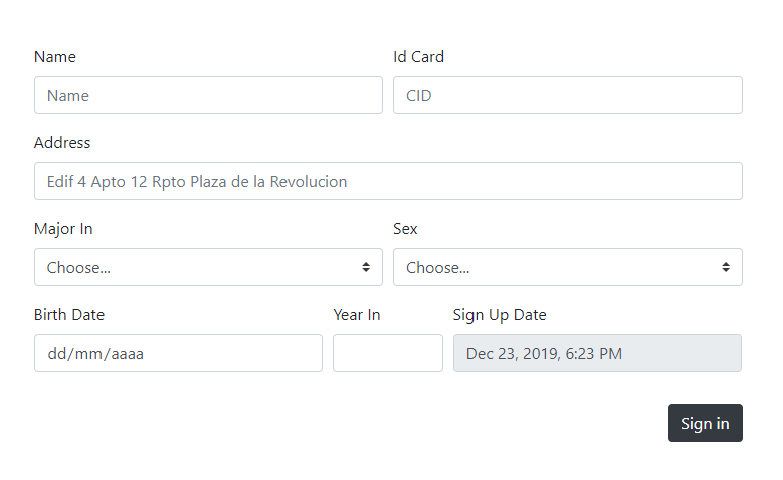 Name Id Card
Name CID
Address
Edif 4 Apto 12 Rpto Plaza de la Revolucion
Major In Sex
Choose... Choose...
Birth Date Year In Sign Up Date
dd/mm/aaaa Dec 23, 2019, 6:23 PM
Sign in